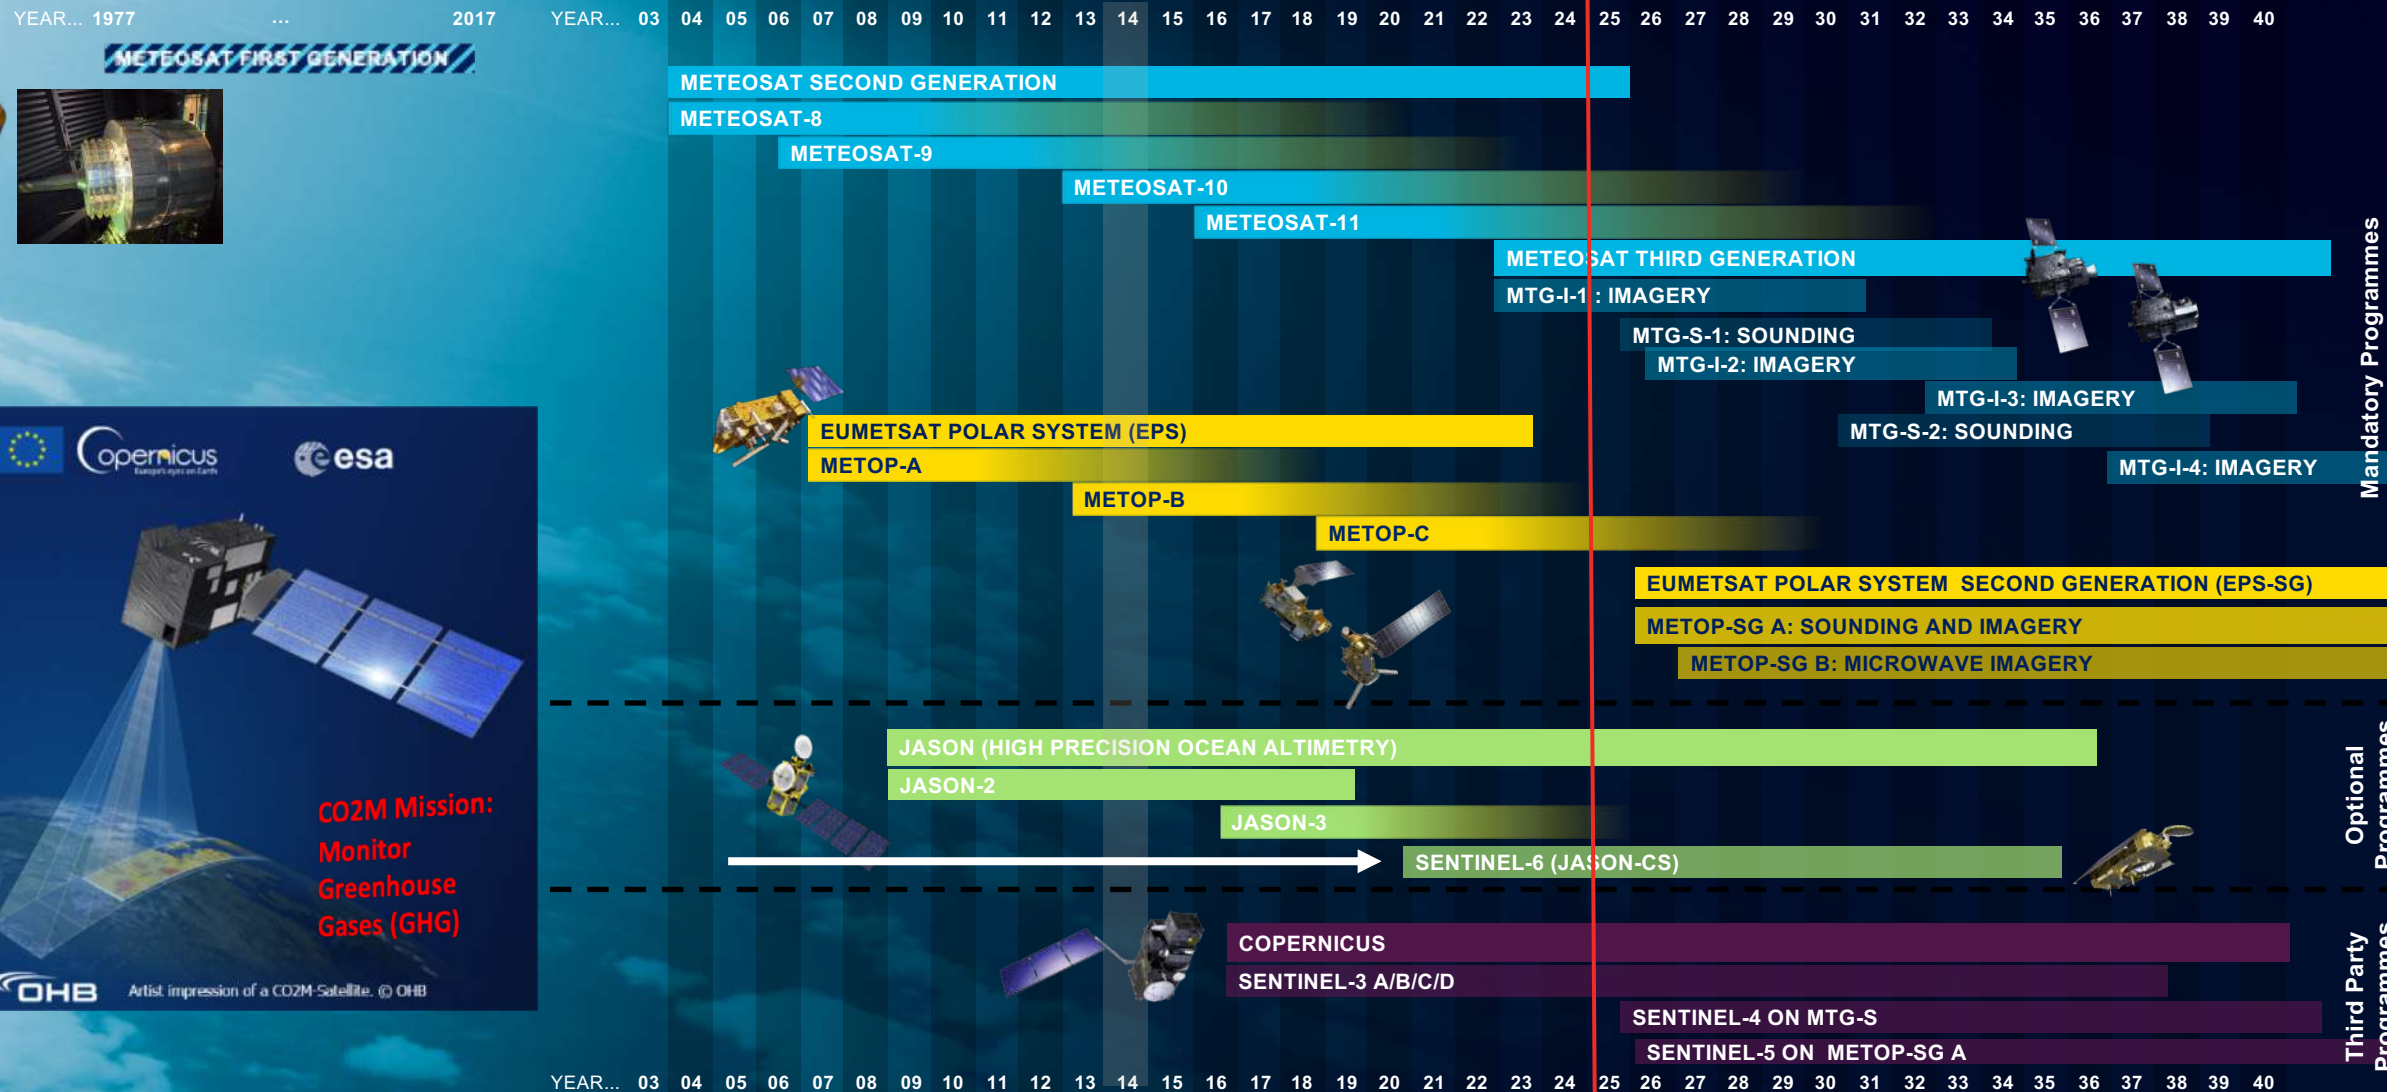 YEAR... 1977 ... 2017 YEAR... 03 04 05 06 07 08 09 10 11 12 13 14 15 16 17 18 19 20 21 22 23 24 25 26 27 28 29 30 31 32 33 34 35 36 37 38 39 40
METEOSAT FIRST GENERATION
METEOSAT SECOND GENERATION
METEOSAT-8
METEOSAT-9
METEOSAT-10
METEOSAT-11
METEOSAT THIRD GENERATION
MTG-I-1 : IMAGERY
MTG-S-1: SOUNDING
MTG-I-2: IMAGERY
MTG-I-3: IMAGERY
MTG-S-2: SOUNDING
MTG-I-4: IMAGERY
Mandatory Programmes
EUMETSAT POLAR SYSTEM (EPS)
METOP-A
METOP-B
METOP-C
EUMETSAT POLAR SYSTEM SECOND GENERATION (EPS-SG)
METOP-SG A: SOUNDING AND IMAGERY
METOP-SG B: MICROWAVE IMAGERY
opernicus
Europe's eyes on Earth
esa
CO2M Mission:
Monitor
Greenhouse
Gases (GHG)
OHB
Artist impression of a CO2M-Satellite. © OHB
JASON (HIGH PRECISION OCEAN ALTIMETRY)
JASON-2
JASON-3
SENTINEL-6 (JASON-CS)
Optional
Programmes
COPERNICUS
SENTINEL-3 A/B/C/D
SENTINEL-4 ON MTG-S
SENTINEL-5 ON METOP-SG A
Third Party
Programmes
YEAR... 03 04 05 06 07 08 09 10 11 12 13 14 15 16 17 18 19 20 21 22 23 24 25 26 27 28 29 30 31 32 33 34 35 36 37 38 39 40